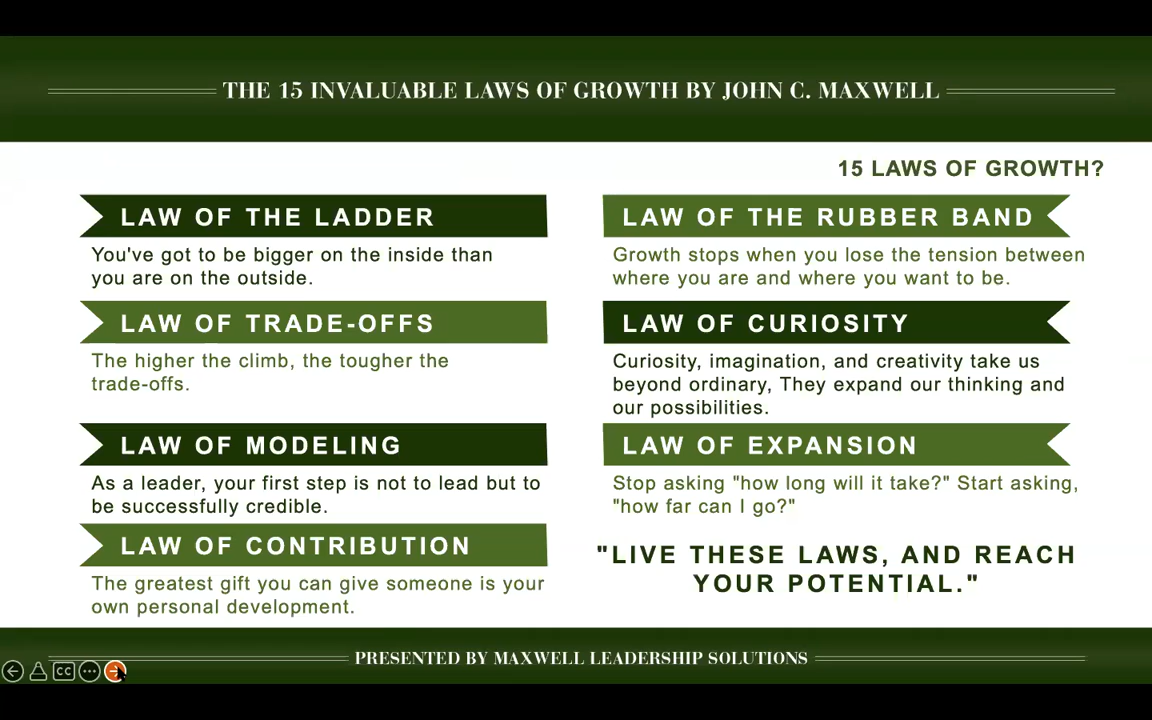 THE 15 INVALUABLE LAWS OF GROWTH BY JOHN C. MAXWELL
15 LAWS OF GROWTH?
LAW OF THE LADDER
You've got to be bigger on the inside than
you are on the outside.
LAW OF TRADE-OFFS
The higher the climb, the tougher the
trade-offs.
LAW OF MODELING
As a leader, your first step is not to lead but to
be successfully credible.
LAW OF CONTRIBUTION
The greatest gift you can give someone is your
own personal development.
LAW OF THE RUBBER BAND
Growth stops when you lose the tension between
where you are and where you want to be.
LAW OF CURIOSITY
Curiosity, imagination, and creativity take us
beyond ordinary, They expand our thinking and
our possibilities.
LAW OF EXPANSION
Stop asking "how long will it take?" Start asking,
"how far can I go?"
"LIVE THESE LAWS, AND REACH
YOUR POTENTIAL."
PRESENTED BY MAXWELL LEADERSHIP SOLUTIONS
CC